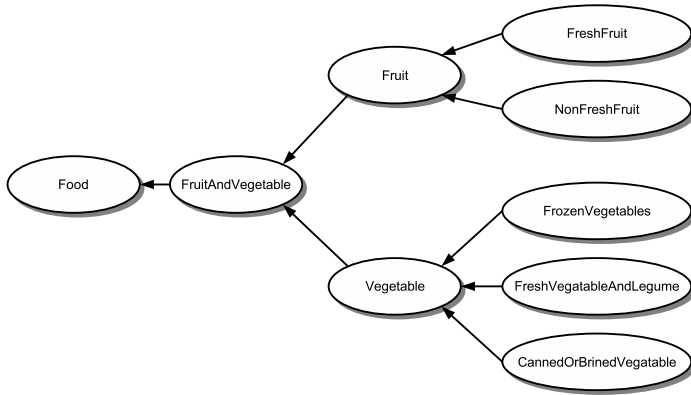 FreshFruit
Fruit
NonFreshFruit
Food
FruitAndVegetable
FrozenVegetables
Vegetable
FreshVegatableAndLegume
CannedOrBrinedVegatable